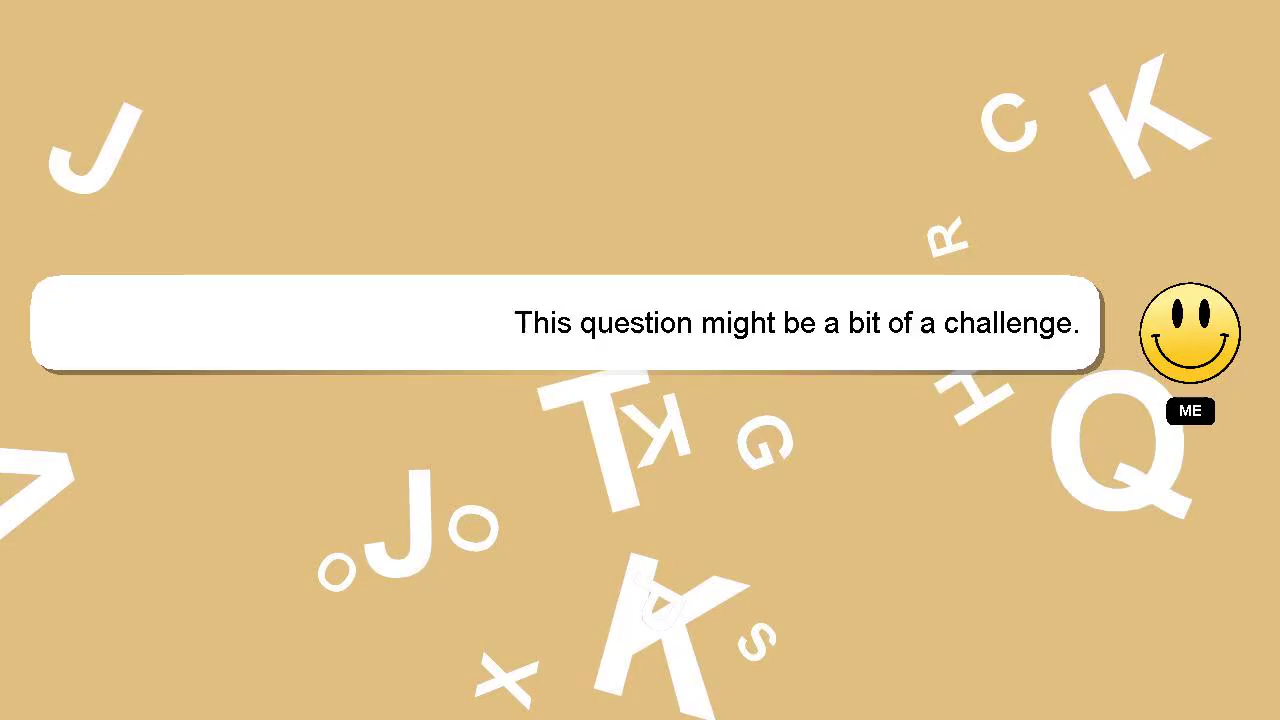 J
C
K
R
This question might be a bit of a challenge.
ME
T
K
G
H
Q
J
O
O
K
S
X